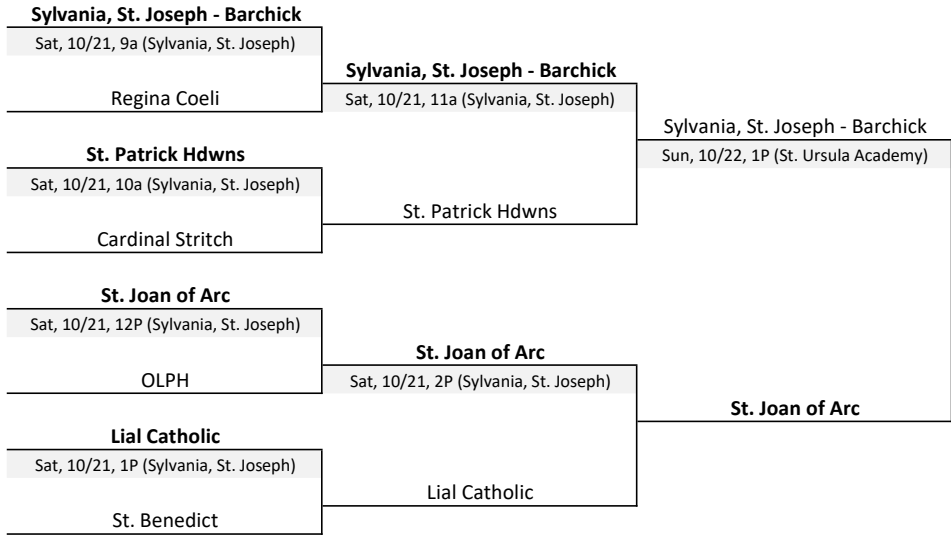 Sylvania, St. Joseph - Barchick
Sat, 10/21, 9a (Sylvania, St. Joseph)
Regina Coeli
St. Patrick Hdwns
Sat, 10/21, 10a (Sylvania, St. Joseph)
Cardinal Stritch
St. Joan of Arc
Sat, 10/21, 12P (Sylvania, St. Joseph)
OLPH
Lial Catholic
Sat, 10/21, 1P (Sylvania, St. Joseph)
St. Benedict
Sylvania, St. Joseph - Barchick
Sat, 10/21, 11a (Sylvania, St. Joseph)
St. Patrick Hdwns
St. Joan of Arc
Sat, 10/21, 2P (Sylvania, St. Joseph)
Lial Catholic
Sylvania, St. Joseph - Barchick
Sun, 10/22, 1P (St. Ursula Academy)
St. Joan of Arc